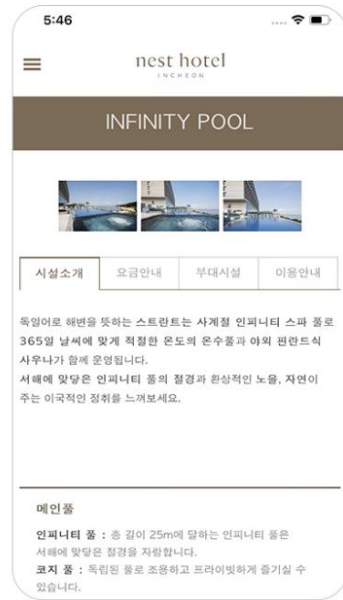 5:46
nest hotel
INCHEON
INFINITY POOL
시설소개 요금안내 부대시설 이용안내
독일어로 해변을 뜻하는 스트란트는 사계절 인피니티 스파 풀로
365일 날씨에 맞게 적절한 온도의 온수풀과 야외 핀란드식
사우나가 함께 운영됩니다.
서해에 맞닿은 인피니티 풀의 절경과 환상적인 노을, 자연이
주는 이국적인 정취를 느껴보세요.
메인풀
인피니티 풀 : 총 길이 25m에 달하는 인피니티 풀은
서해에 맞닿은 절경을 자랑합니다.
코지 풀 : 독립된 풀로 조용하고 프라이빗하게 즐기실 수
있습니다.